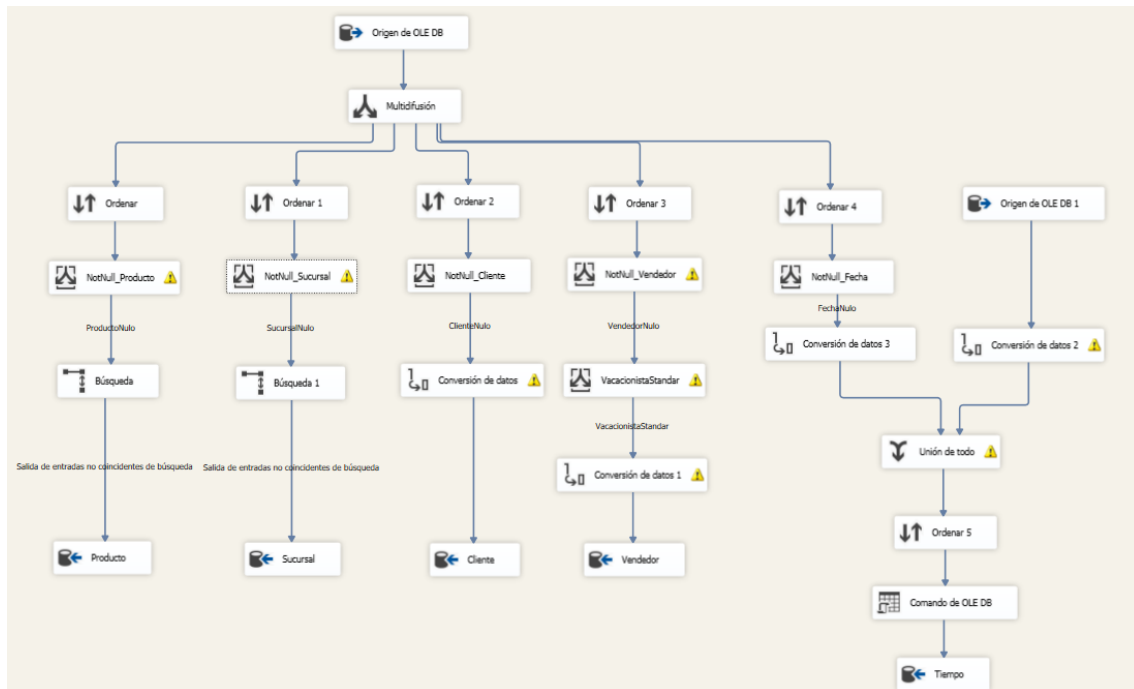 Origen de OLE DB
Multidifusión
Ordenar
Ordenar 1
Ordenar 2
Ordenar 3
Ordenar 4
Origen de OLE DB 1
NotNull_Producto
NotNull_Sucursal
NotNull_Cliente
NotNull_Vendedor
NotNull_Fecha
ProductoNulo
SucursalNulo
ClienteNulo
VendedorNulo
FechaNulo
Conversión de datos 3
Conversión de datos 2
Búsqueda
Búsqueda 1
Conversión de datos
VacacionistaStandar
VacacionistaStandar
Unión de todo
Salida de entradas no coincidentes de búsqueda
Salida de entradas no coincidentes de búsqueda
Conversión de datos 1
Ordenar 5
Producto
Sucursal
Cliente
Vendedor
Comando de OLE DB
Tiempo